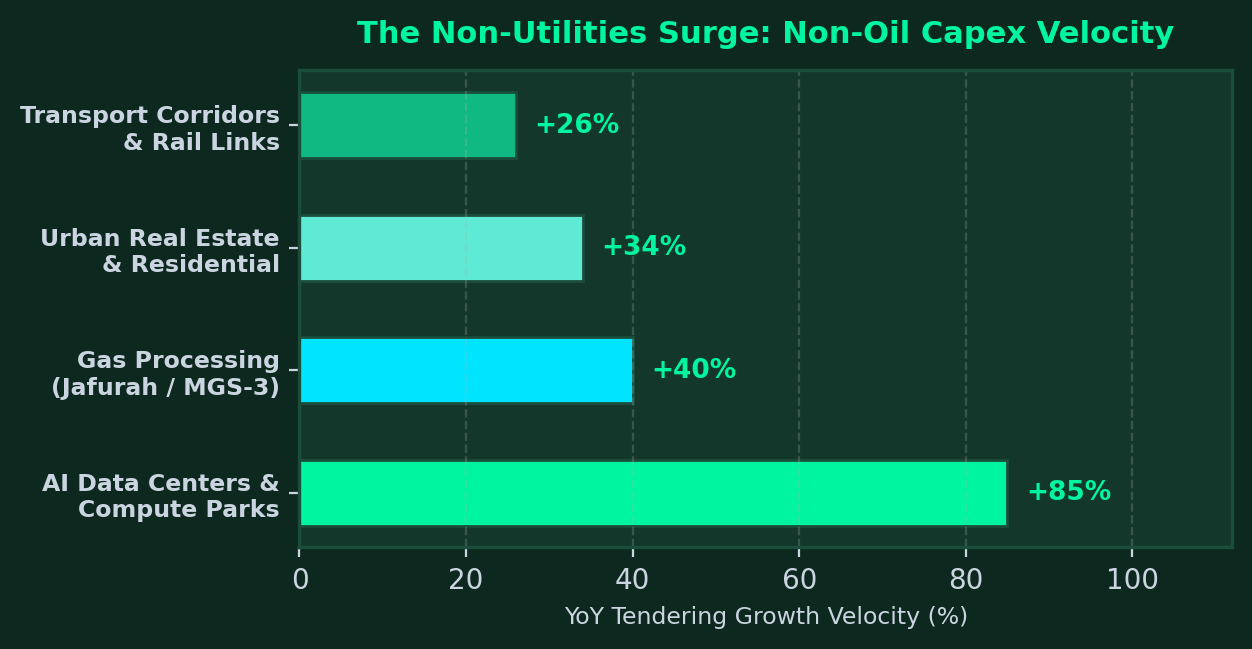 The Non-Utilities Surge: Non-Oil Capex Velocity
Transport Corridors
& Rail Links
+26%
Urban Real Estate
& Residential
+34%
Gas Processing
(Jafurah / MGS-3)
+40%
AI Data Centers &
Compute Parks
+85%
0 20 40 60 80 100
YoY Tendering Growth Velocity (%)